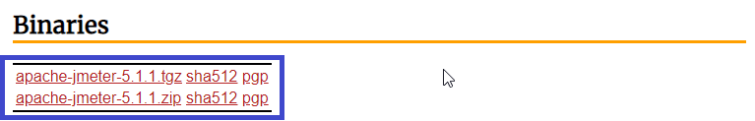 Binaries
apache-jmeter-5.1.1.tgz sha512 pgp
apache-jmeter-5.1.1.zip sha512 pgp